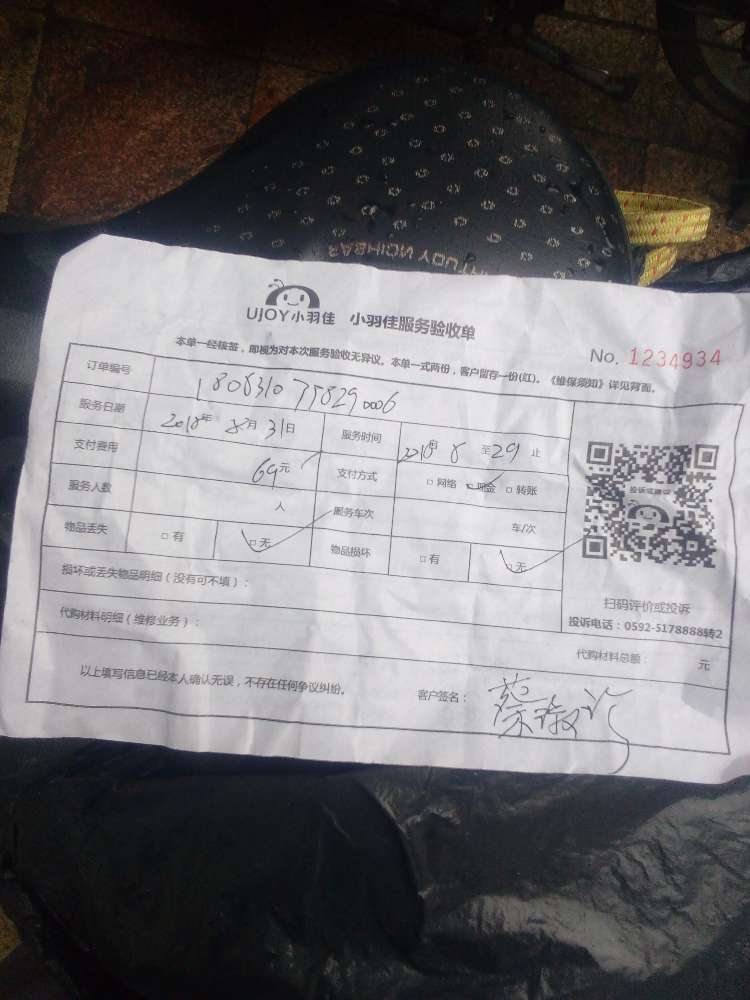 UJOY小羽佳 小羽佳服务验收单
No. 1234934
本单一经核签，即视为对本次服务验收无异议。本单一式两份，客户留存一份(红)。《维保须知》详见背面。
订单编号 1808310758290006
服务日期 2018年 8月 31日 服务时间 至29止
支付费用 69元 支付方式 □网络 现金 □转账
服务人数 人 服务车次 车/次
物品丢失 □有 □无 物品损坏 □有 □无
投诉或建议
扫码评价或投诉
投诉电话：0592-5178888转2
损坏或丢失物品明细（没有可不填）：
代购材料明细（维修业务）： 代购材料总额： 元
以上填写信息已经本人确认无误，不存在任何争议纠纷。 客户签名： 蔡